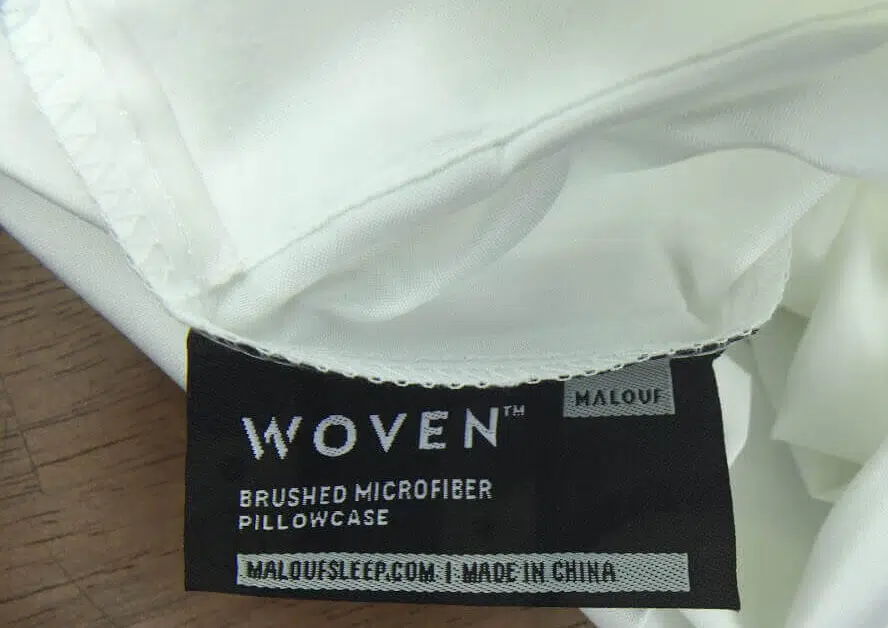 MALOUF
WOVEN™
BRUSHED MICROFIBER
PILLOWCASE
MALOUFSLEEP.COM | MADE IN CHINA